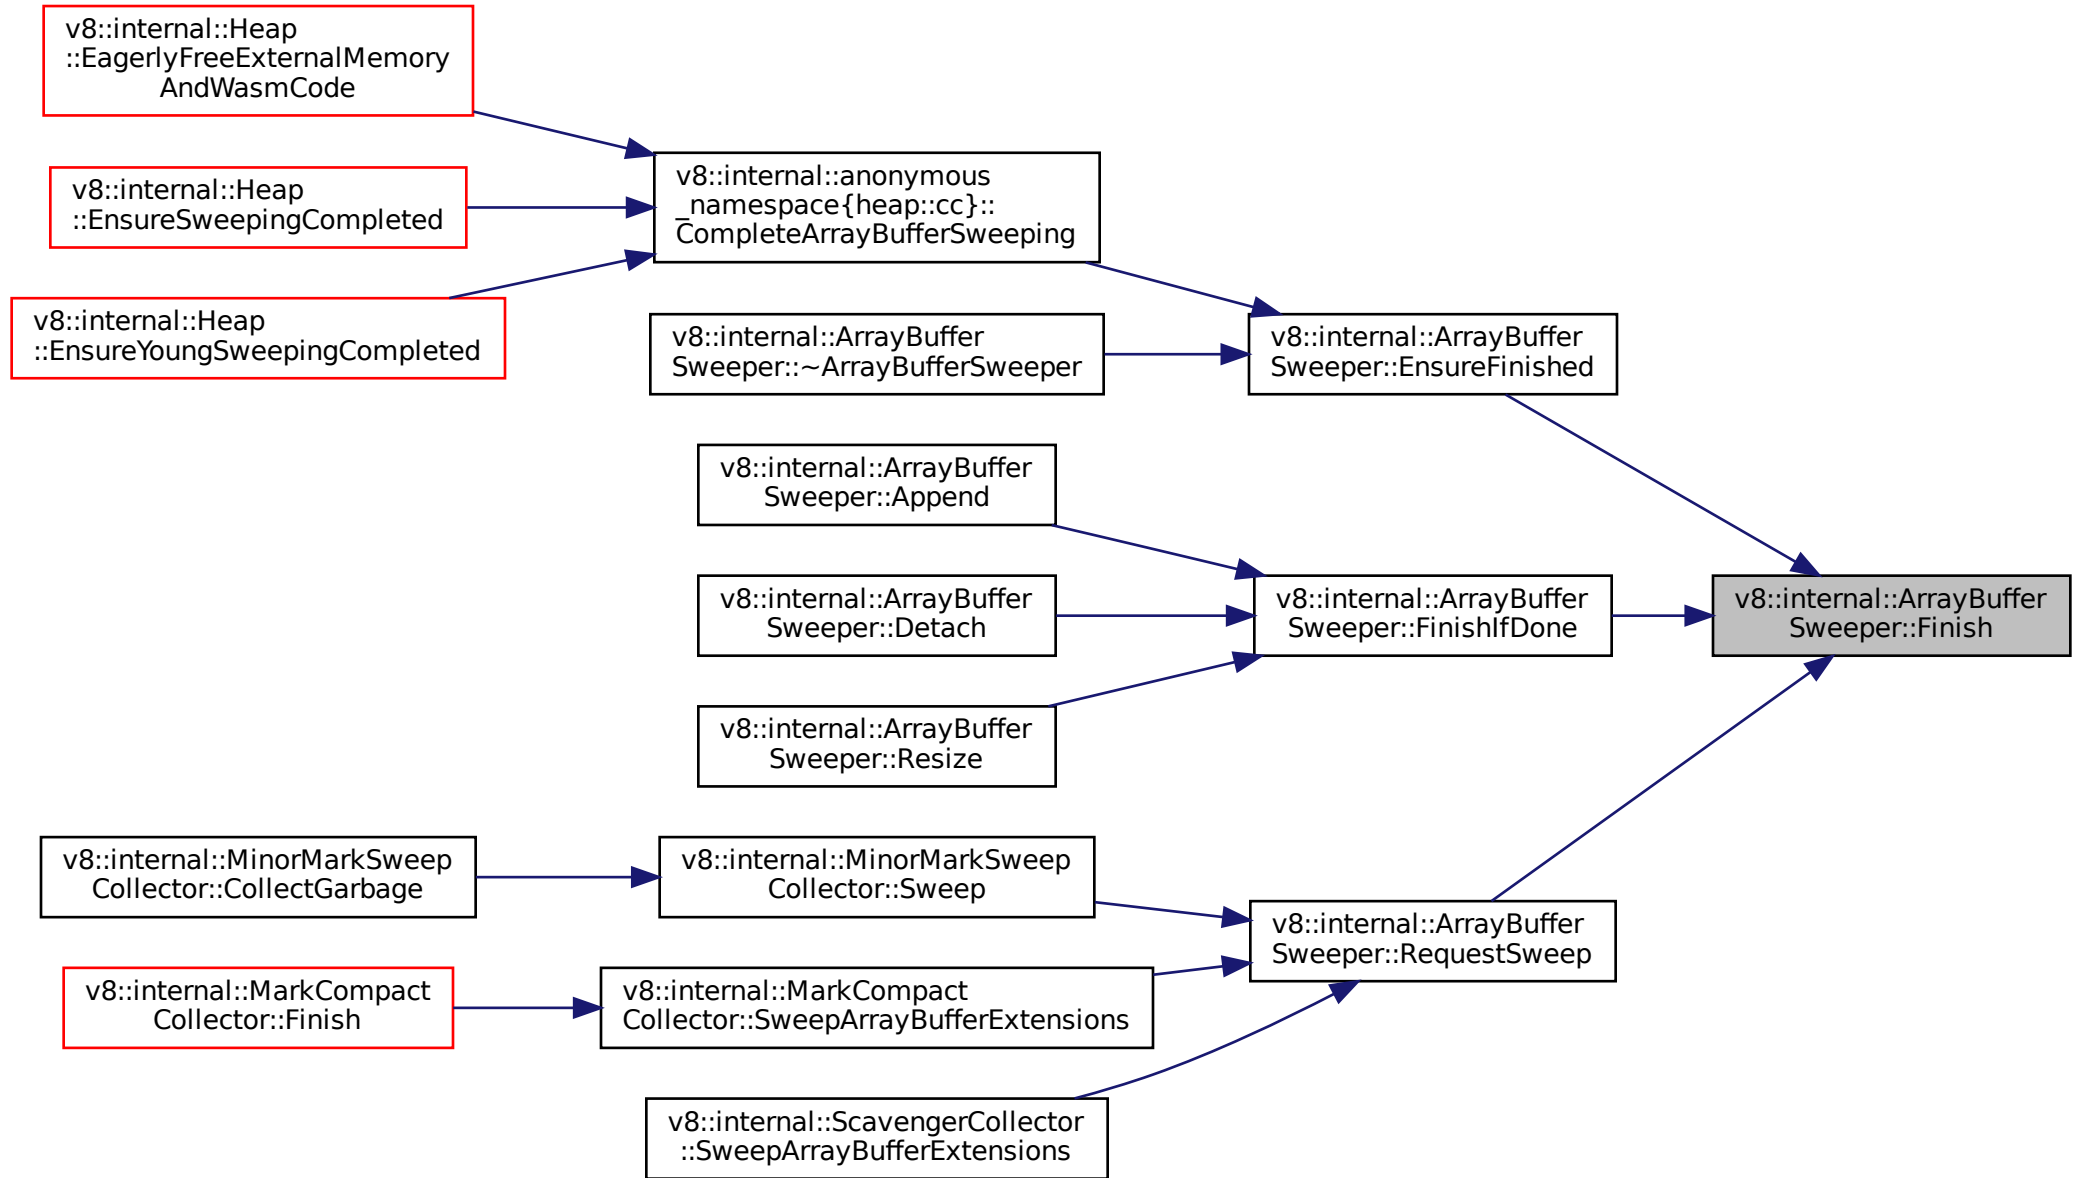 v8::internal::Heap
::EagerlyFreeExternalMemory
AndWasmCode
v8::internal::Heap
::EnsureSweepingCompleted
v8::internal::Heap
::EnsureYoungSweepingCompleted
v8::internal::anonymous
_namespace{heap::cc}::
CompleteArrayBufferSweeping
v8::internal::ArrayBuffer
Sweeper::~ArrayBufferSweeper
v8::internal::ArrayBuffer
Sweeper::EnsureFinished
v8::internal::ArrayBuffer
Sweeper::Append
v8::internal::ArrayBuffer
Sweeper::Detach
v8::internal::ArrayBuffer
Sweeper::Resize
v8::internal::ArrayBuffer
Sweeper::FinishIfDone
v8::internal::ArrayBuffer
Sweeper::Finish
v8::internal::MinorMarkSweep
Collector::CollectGarbage
v8::internal::MinorMarkSweep
Collector::Sweep
v8::internal::MarkCompact
Collector::Finish
v8::internal::MarkCompact
Collector::SweepArrayBufferExtensions
v8::internal::ScavengerCollector
::SweepArrayBufferExtensions
v8::internal::ArrayBuffer
Sweeper::RequestSweep